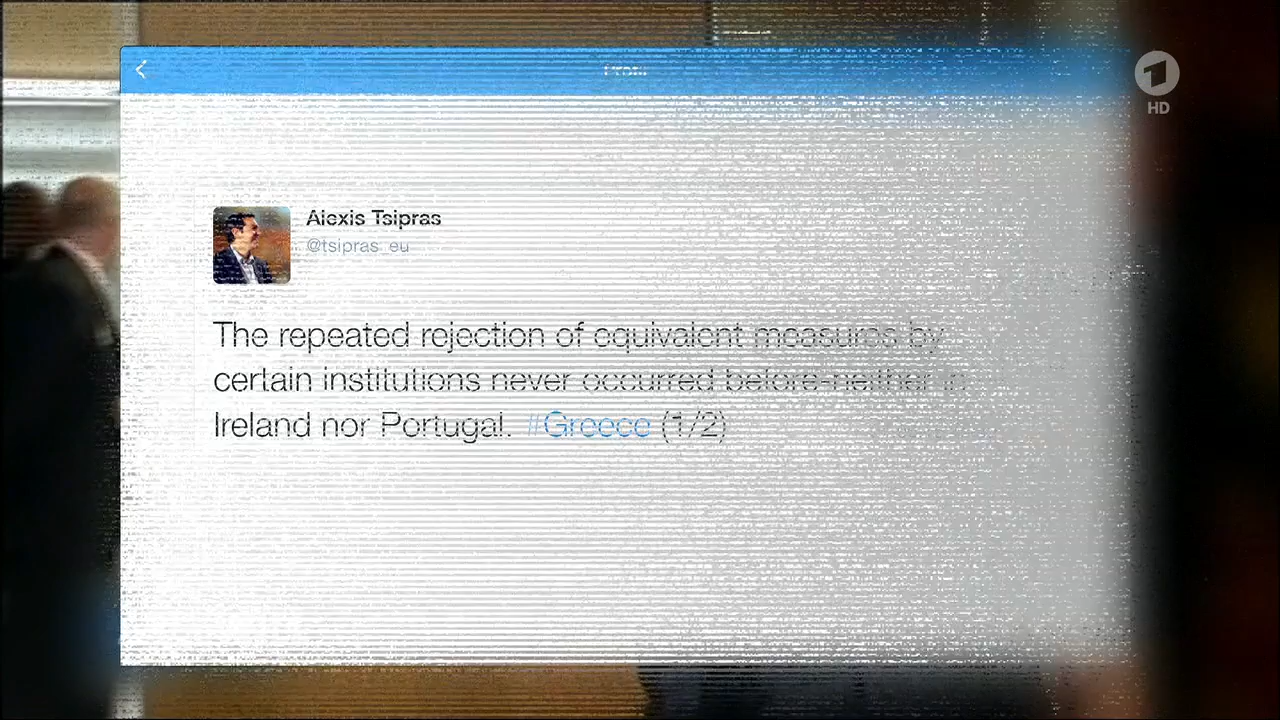 HD
Alexis Tsipras
@tsipras_eu
The repeated rejection of equivalent measures by
certain institutions never occurred before-neither in
Ireland nor Portugal. #Greece (1/2)